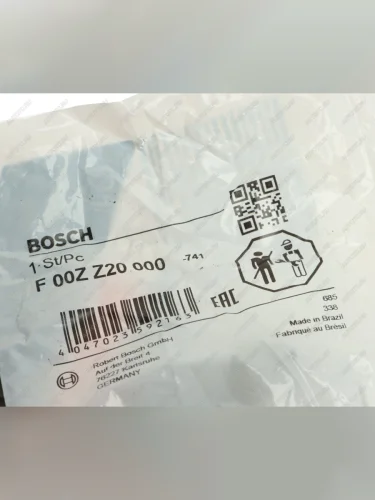 BOSCH
1 St/Pc
F 00Z Z20 000
-741
4 047023 592163
EAC
Robert Bosch GmbH
Auf der Breit 4
76227 Karlsruhe
GERMANY
685
338
Made in Brazil
Fabriqué au Brésil